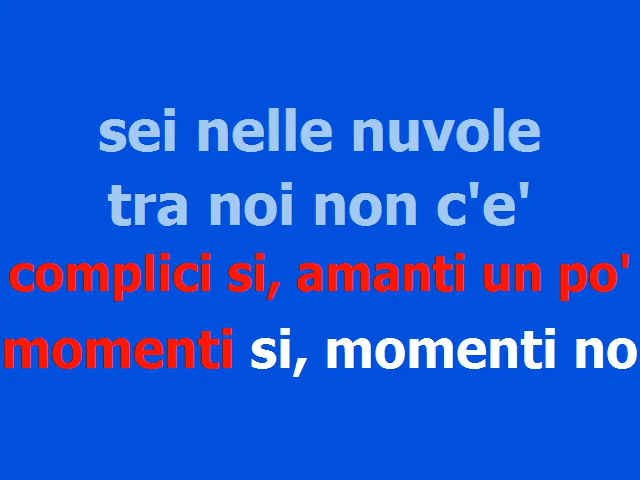 sei nelle nuvole
tra noi non c'e'
complici si, amanti un po'
momenti si, momenti no